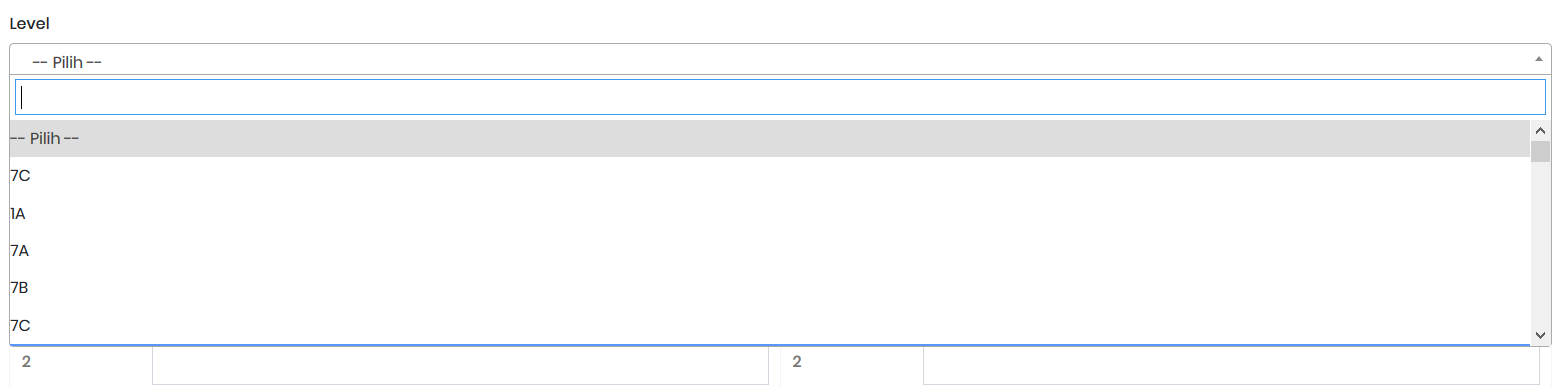 Level
-- Pilih --
-- Pilih --
7C
1A
7A
7B
7C
2 2